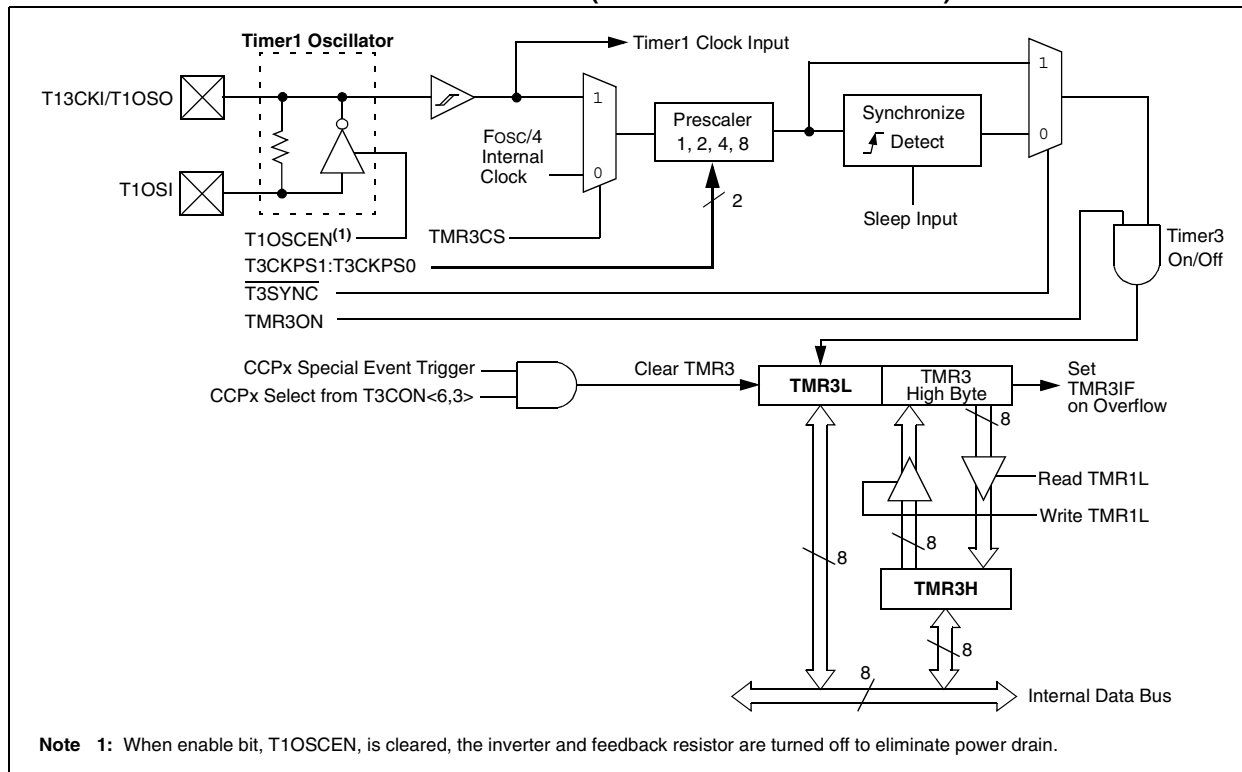 Timer1 Oscillator
Timer1 Clock Input
T13CKI/T1OSO
1
1
FOSC/4
Internal
Clock
0
Prescaler
1, 2, 4, 8
Synchronize
Detect
0
T1OSI
2
Sleep Input
T1OSCEN(1)
TMR3CS
Timer3
On/Off
T3CKPS1:T3CKPS0
T3SYNC
TMR3ON
CCPx Special Event Trigger
CCPx Select from T3CON<6,3>
Clear TMR3
TMR3L
TMR3
High Byte
Set
TMR3IF
on Overflow
8
Read TMR1L
Write TMR1L
8
8
TMR3H
8
8
Internal Data Bus
Note 1: When enable bit, T1OSCEN, is cleared, the inverter and feedback resistor are turned off to eliminate power drain.